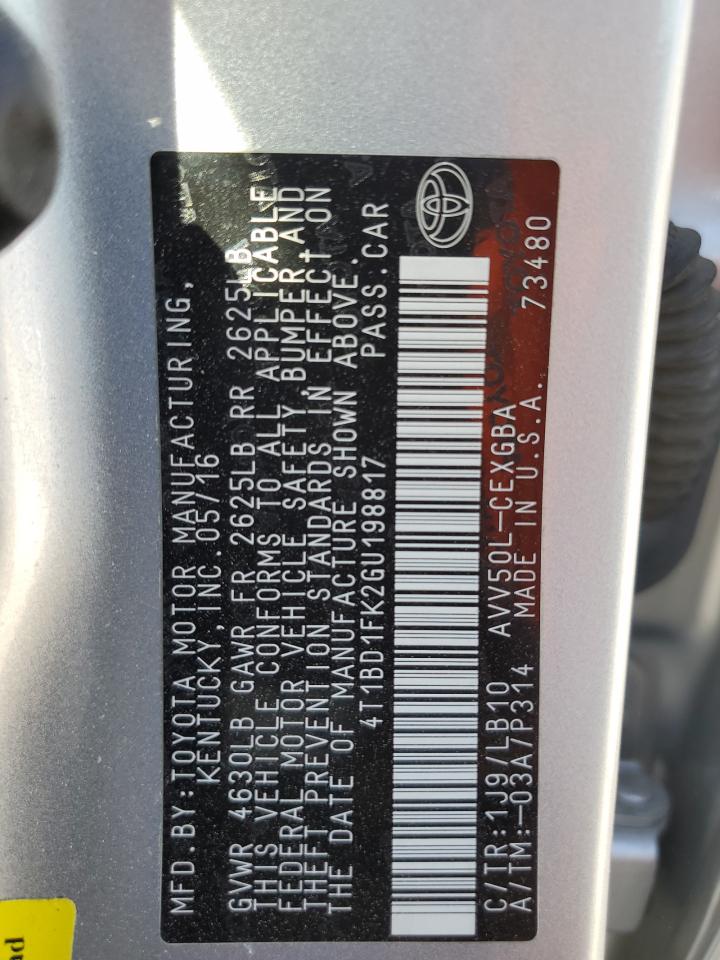 MFD.BY:TOYOTA MOTOR MANUFACTURING,
KENTUCKY, INC. 05/16
GVWR 4630LB GAWR FR 2625LB RR 2625LB
THIS VEHICLE CONFORMS TO ALL APPLICABLE
FEDERAL MOTOR VEHICLE SAFETY, BUMPER, AND
THEFT PREVENTION STANDARDS IN EFFECT ON
THE DATE OF MANUFACTURE SHOWN ABOVE.
4T1BD1FK2GU198817 PASS.CAR
C/TR:1J9/LB10 AVV50L-CEXGBA
A/TM:-03A/P314 MADE IN U.S.A. 73480